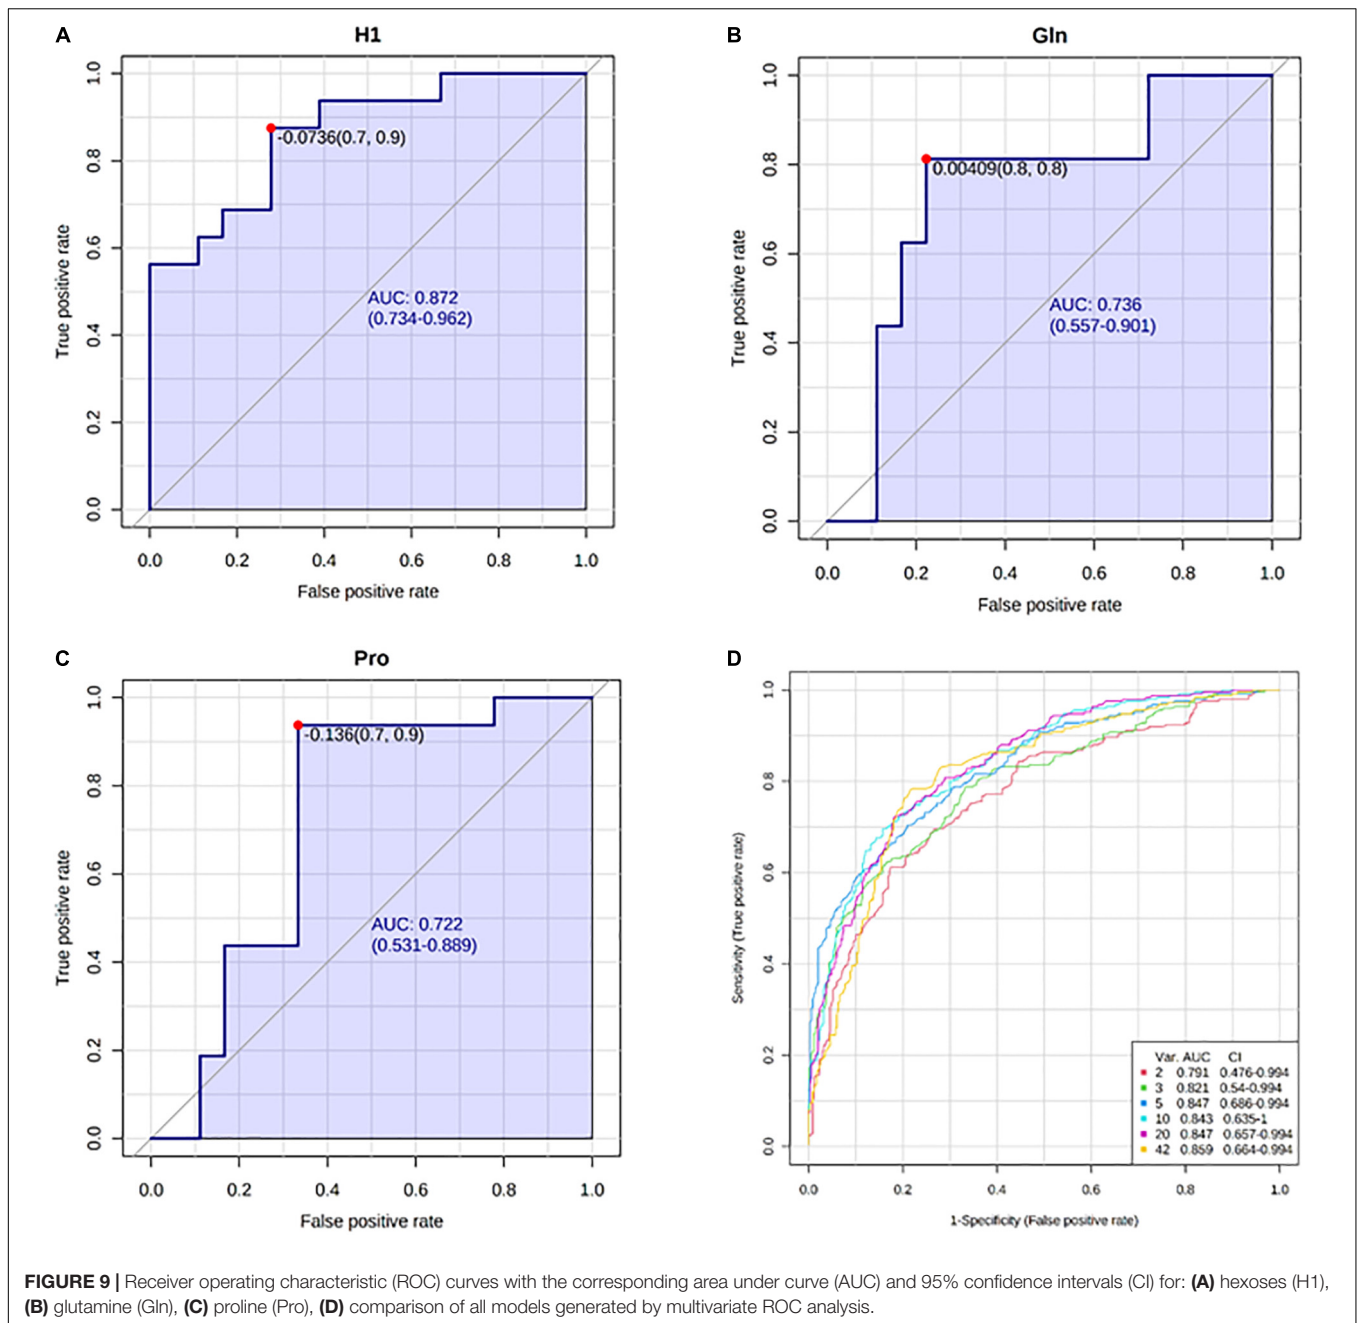 A
H1
1.0
0.8
0.6
0.4
0.2
0.0
True positive rate
-0.0736(0.7, 0.9)
AUC: 0.872
(0.734-0.962)
0.0 0.2 0.4 0.6 0.8 1.0
False positive rate
B
Gln
1.0
0.8
0.6
0.4
0.2
0.0
True positive rate
0.00409(0.8, 0.8)
AUC: 0.736
(0.557-0.901)
0.0 0.2 0.4 0.6 0.8 1.0
False positive rate
C
Pro
1.0
0.8
0.6
0.4
0.2
0.0
True positive rate
-0.136(0.7, 0.9)
AUC: 0.722
(0.531-0.889)
0.0 0.2 0.4 0.6 0.8 1.0
False positive rate
D
1.0
0.8
0.6
0.4
0.2
0.0
Sensitivity (True positive rate)
Var. AUC CI
2 0.791 0.476-0.994
3 0.821 0.54-0.994
5 0.847 0.686-0.994
10 0.843 0.635-1
20 0.847 0.657-0.994
42 0.859 0.664-0.994
0.0 0.2 0.4 0.6 0.8 1.0
1-Specificity (False positive rate)
FIGURE 9 | Receiver operating characteristic (ROC) curves with the corresponding area under curve (AUC) and 95% confidence intervals (CI) for: (A) hexoses (H1),
(B) glutamine (Gln), (C) proline (Pro), (D) comparison of all models generated by multivariate ROC analysis.